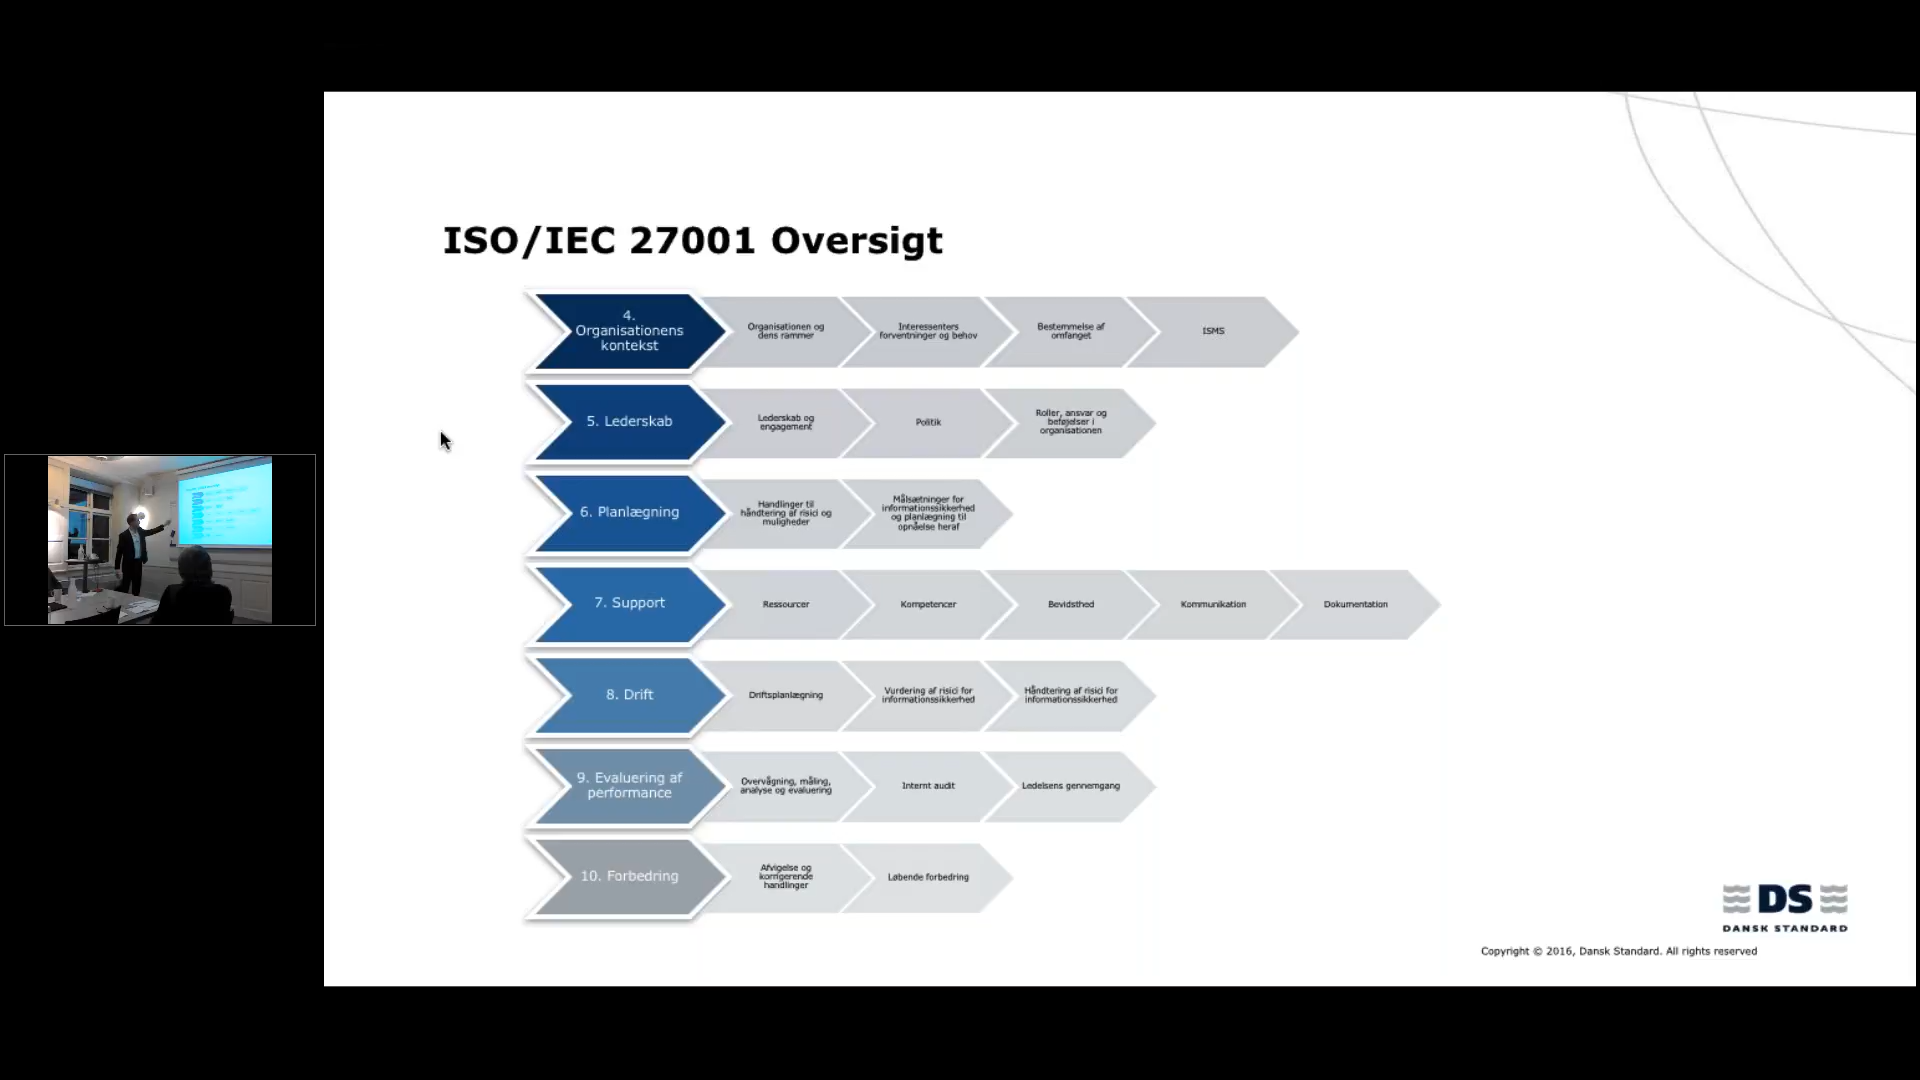 ISO/IEC 27001 Oversigt
4.
Organisationens
kontekst
Organisationen og
dens rammer
Interessenters
forventninger og behov
Bestemmelse af
omfanget
ISMS
5. Lederskab
Lederskab og
engagement
Politik
Roller, ansvar og
beføjelser i
organisationen
6. Planlægning
Handlinger til
håndtering af risici og
muligheder
Målsætninger for
informationssikkerhed
og planlægning til
opnåelse heraf
7. Support
Ressourcer
Kompetencer
Bevidsthed
Kommunikation
Dokumentation
8. Drift
Driftsplanlægning
Vurdering af risici for
informationssikkerhed
Håndtering af risici for
informationssikkerhed
9. Evaluering af
performance
Overvågning, måling,
analyse og evaluering
Internt audit
Ledelsens gennemgang
10. Forbedring
Afvigelse og
korrigerende
handlinger
Løbende forbedring
DS
DANSK STANDARD
Copyright © 2016, Dansk Standard. All rights reserved